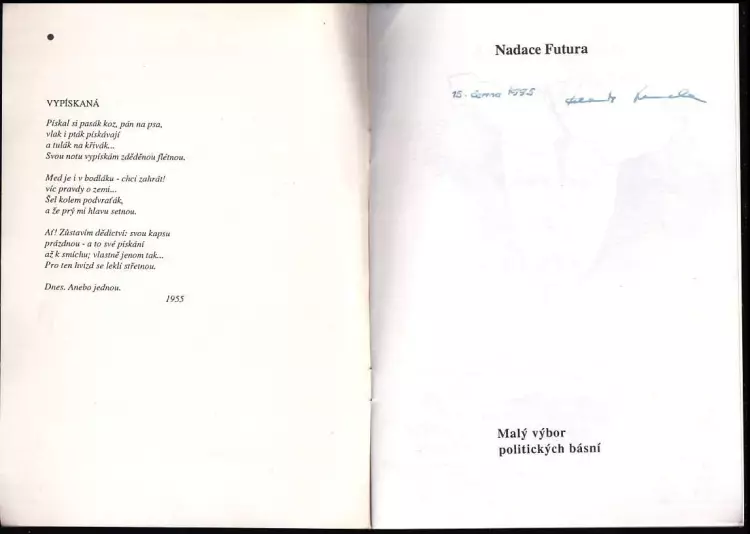 VYPÍSKANÁ
Pískal si pasák koz, pán na psa,
vlak i pták pískávají
a tulák na křivák...
Svou notu vypískám zděděnou flétnou.
Med je i v bodláku - chci zahrát!
víc pravdy o zemi...
Šel kolem podvraťák,
a že prý mi hlavu setnou.
Ať! Zůstavím dědictví: svou kapsu
prázdnou - a to své pískání
až k smíchu; vlastně jenom tak...
Pro ten hvizd se lekli střetnou.
Dnes. Anebo jednou.
1955
Nadace Futura
15. června 1995
Malý výbor
politických básní